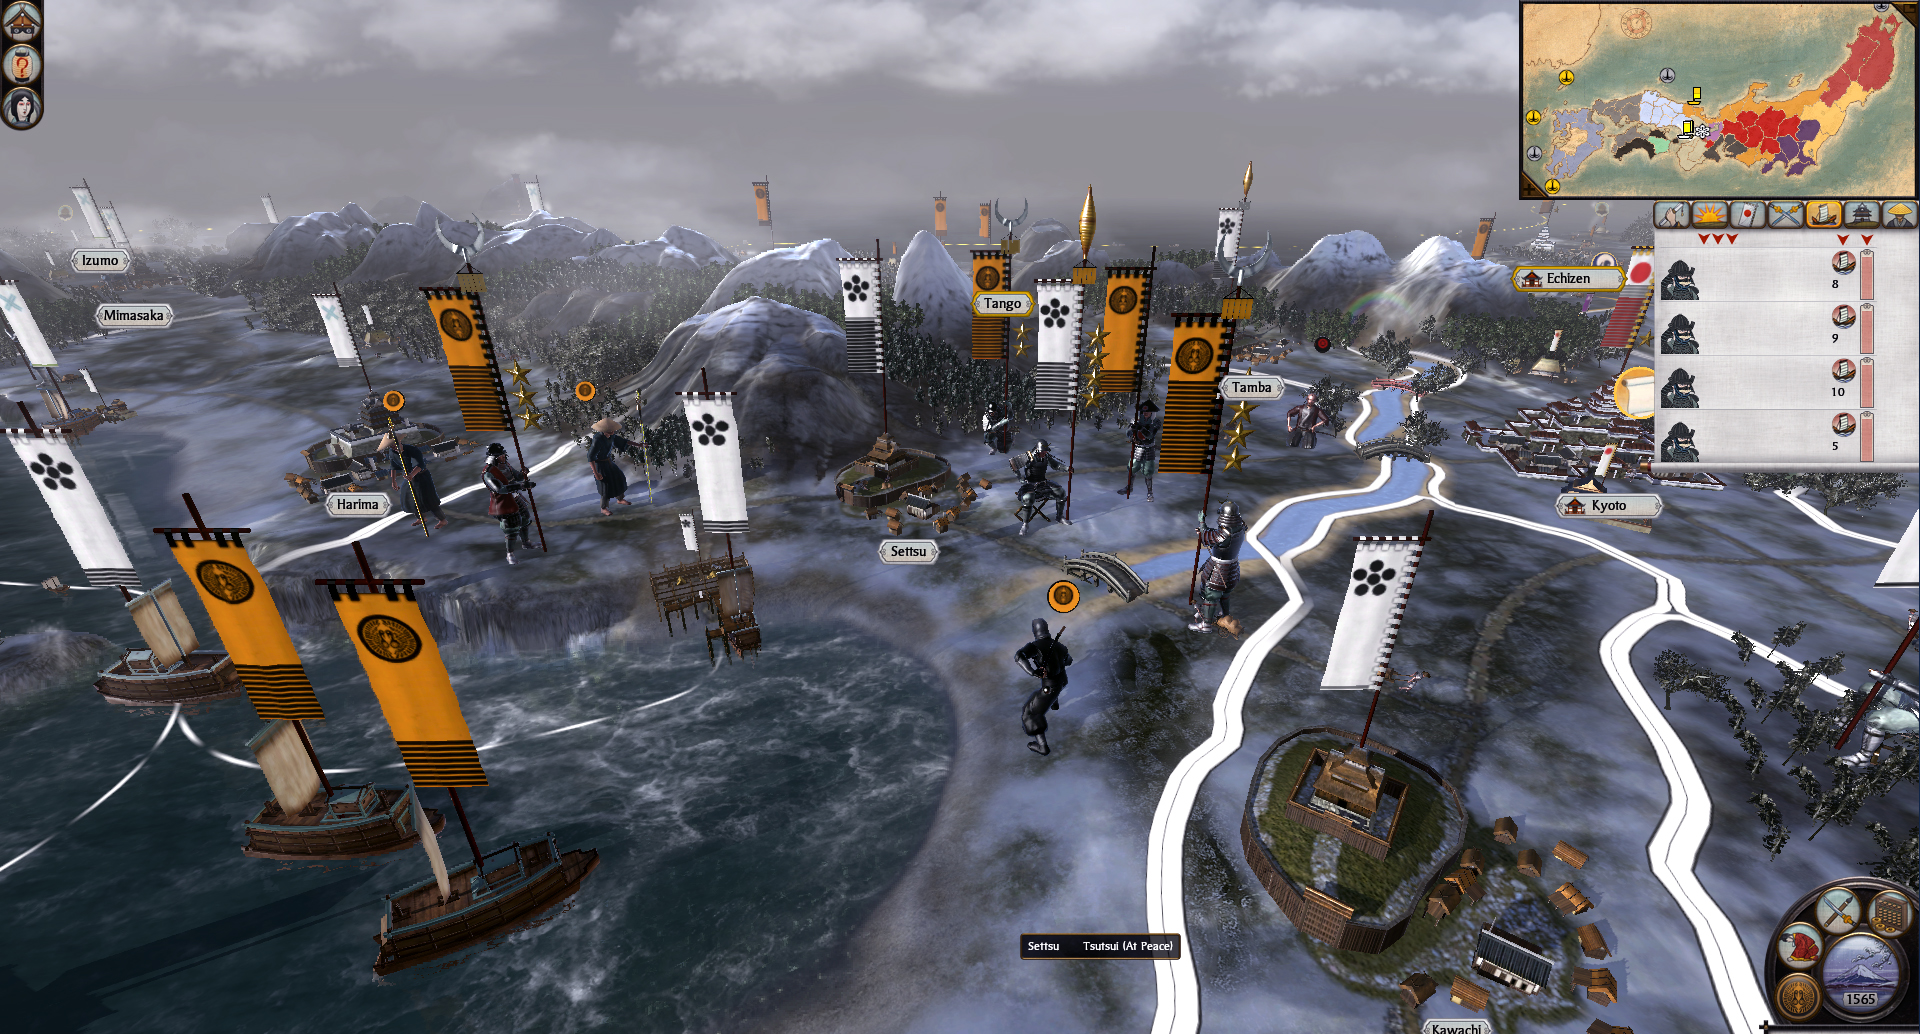 Izumo
Mimasaka
Harima
Settsu
Tango
Tamba
Echizen
Kyoto
8
9
10
5
Settsu Tsutsui (At Peace)
Kawachi
1565